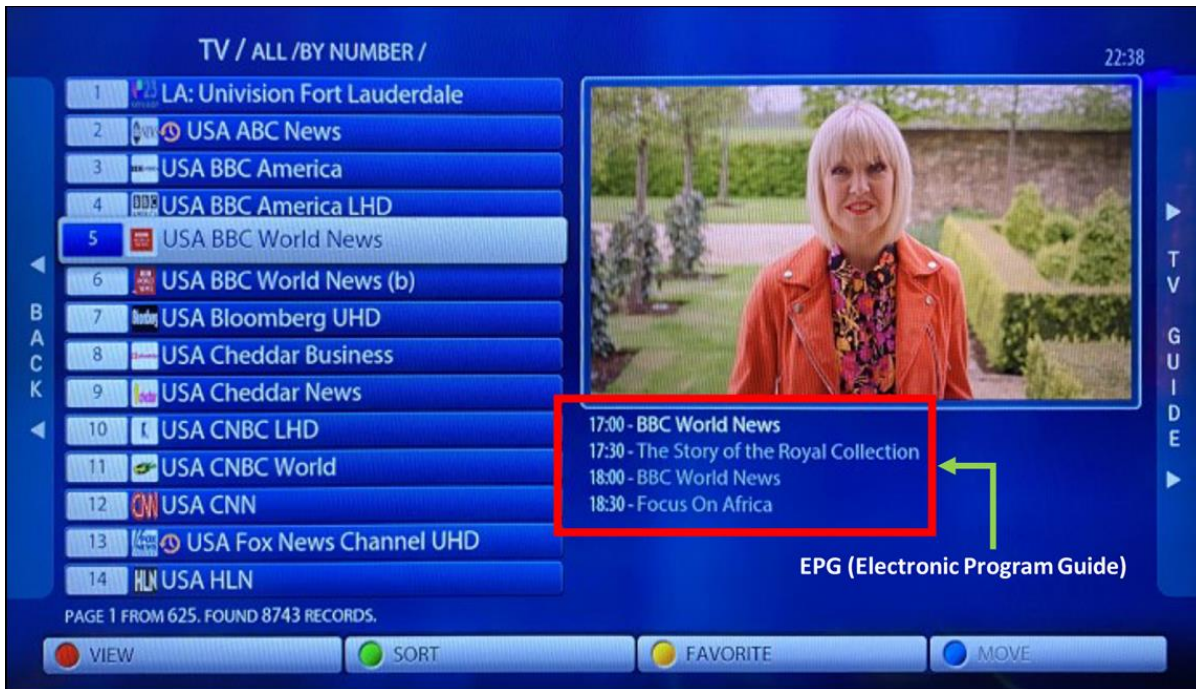 TV / ALL /BY NUMBER /
22:38
1 LA: Univision Fort Lauderdale
2 USA ABC News
3 USA BBC America
4 USA BBC America LHD
5 USA BBC World News
6 USA BBC World News (b)
7 USA Bloomberg UHD
8 USA Cheddar Business
9 USA Cheddar News
10 USA CNBC LHD
11 USA CNBC World
12 CNN USA CNN
13 USA Fox News Channel UHD
14 HLN USA HLN
BACK
TV GUIDE
17:00 - BBC World News
17:30 - The Story of the Royal Collection
18:00 - BBC World News
18:30 - Focus On Africa
EPG (Electronic Program Guide)
PAGE 1 FROM 625. FOUND 8743 RECORDS.
VIEW
SORT
FAVORITE
MOVE